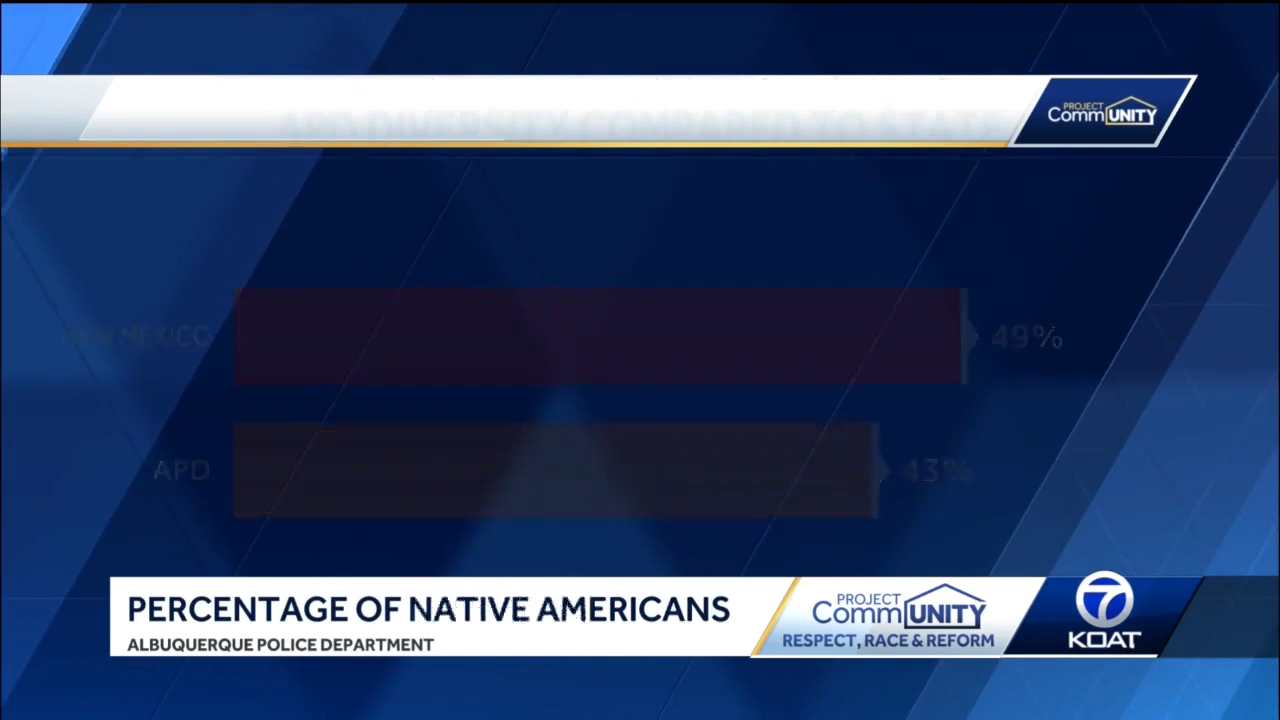 PROJECT
CommUNITY
MEXICO
49%
APD
43%
PERCENTAGE OF NATIVE AMERICANS
ALBUQUERQUE POLICE DEPARTMENT
PROJECT
CommUNITY
RESPECT, RACE & REFORM
7
KOAT